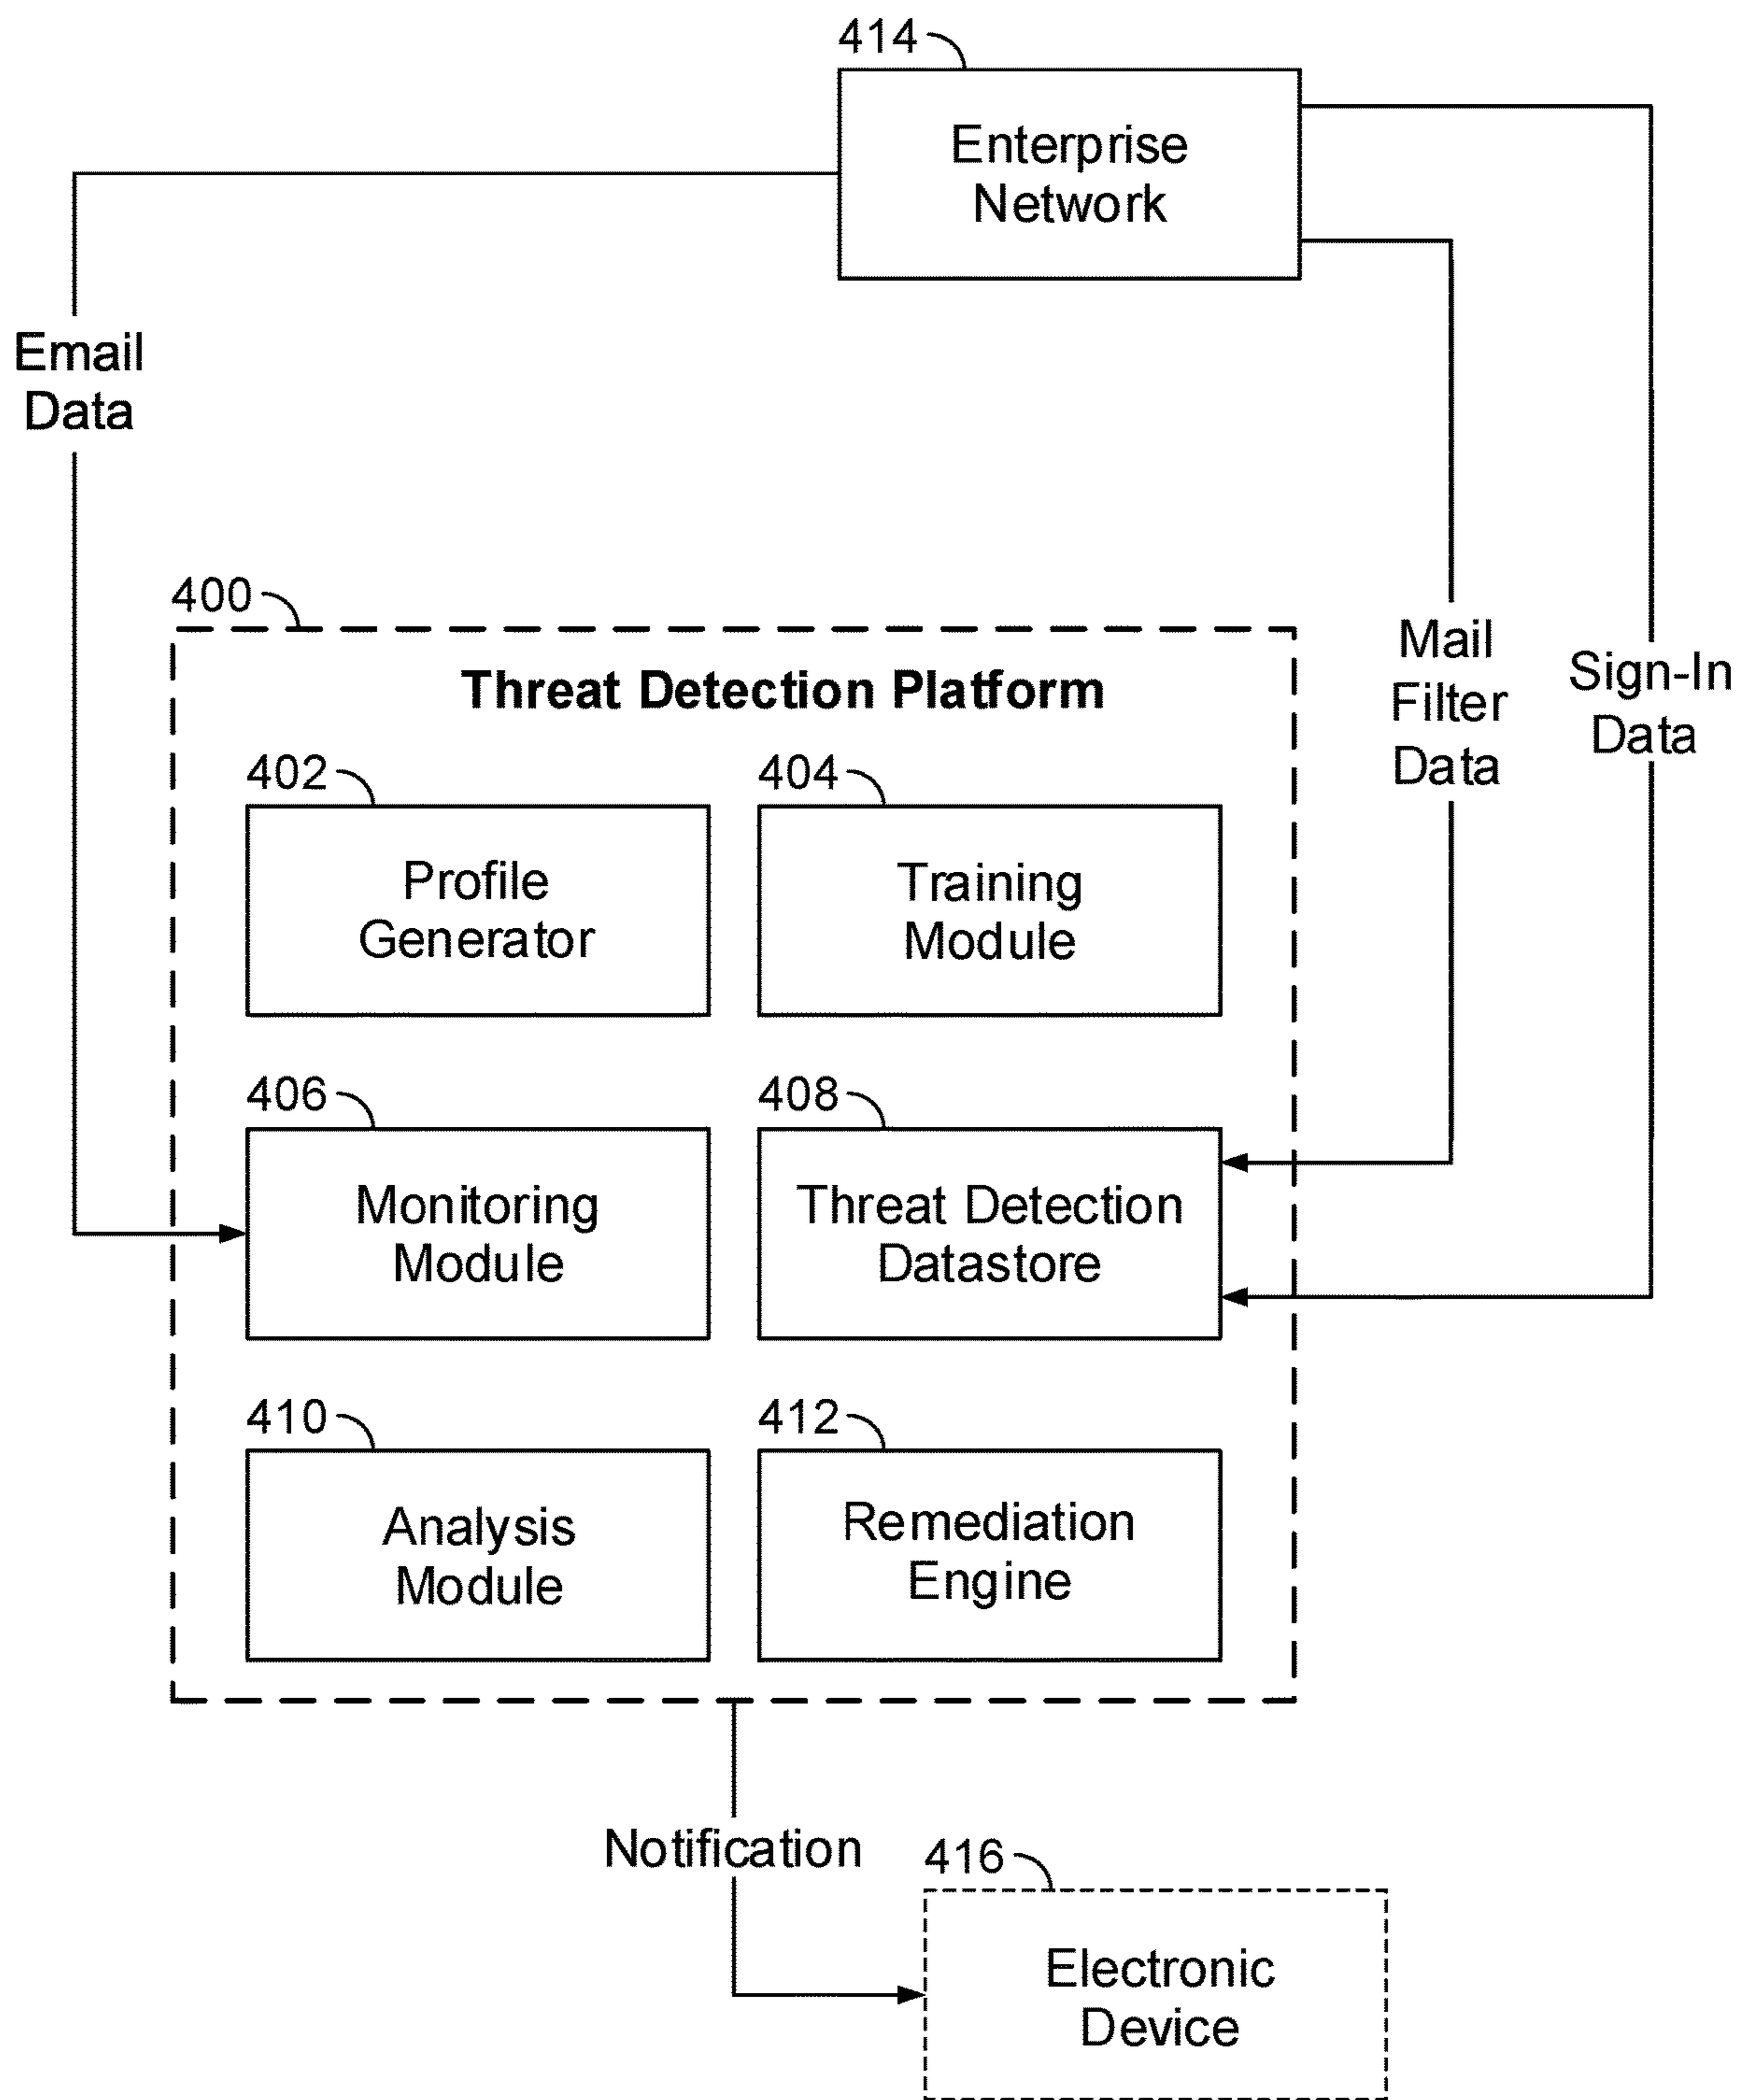 414
Enterprise
Network
Email
Data
400
Threat Detection Platform
Mail
Filter
Data
Sign-In
Data
402
Profile
Generator
404
Training
Module
406
Monitoring
Module
408
Threat Detection
Datastore
410
Analysis
Module
412
Remediation
Engine
Notification
416
Electronic
Device